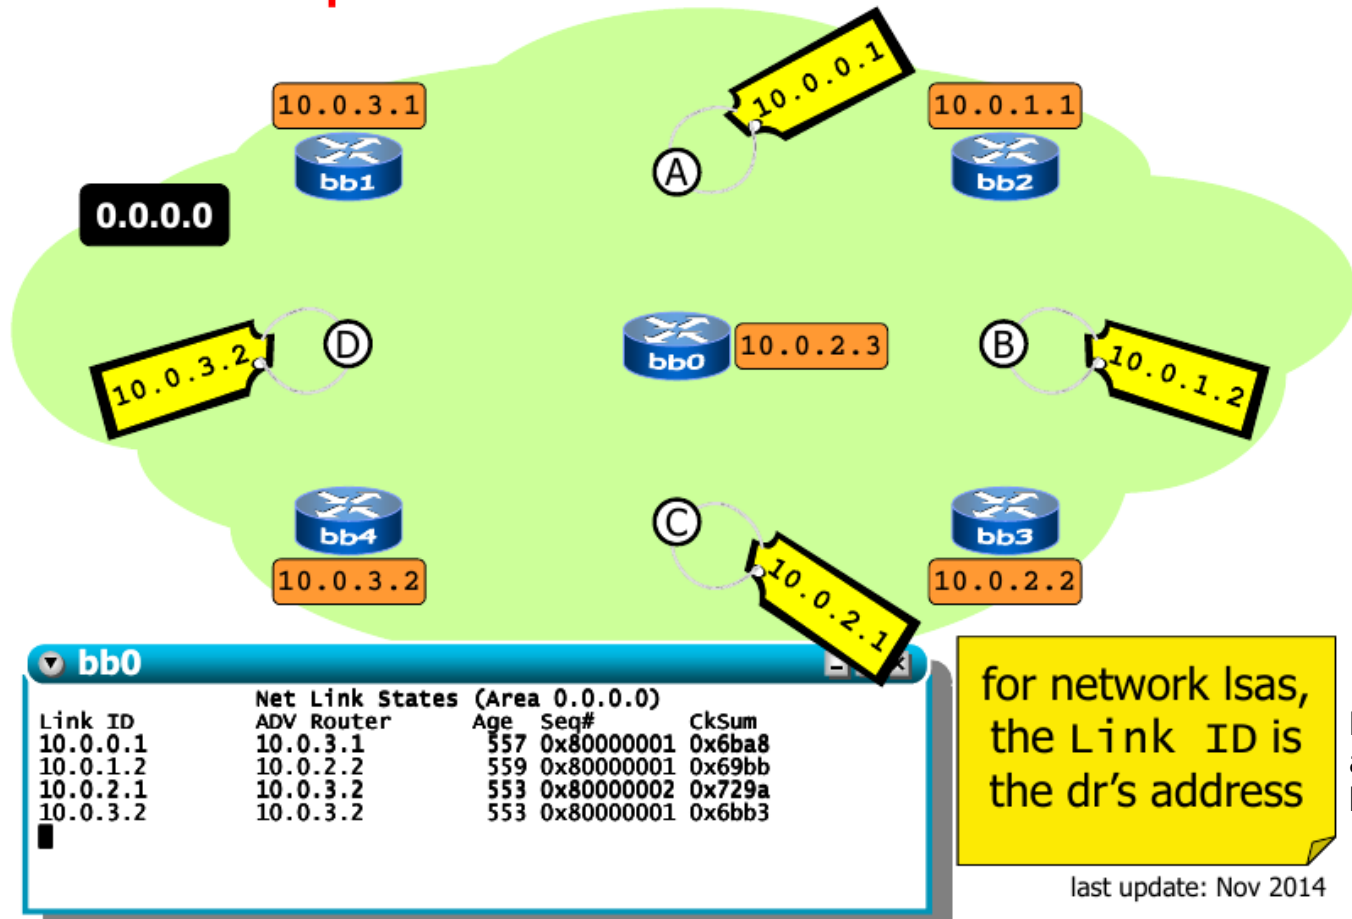 10.0.0.1
10.0.3.1
10.0.1.1
A
bb1
bb2
0.0.0.0
D
10.0.3.2
bb0
10.0.2.3
B
10.0.1.2
bb4
10.0.3.2
C
10.0.2.1
bb3
10.0.2.2
bb0
Net Link States (Area 0.0.0.0)
Link ID ADV Router Age Seq# CkSum
10.0.0.1 10.0.3.1 557 0x80000001 0x6ba8
10.0.1.2 10.0.2.2 559 0x80000001 0x69bb
10.0.2.1 10.0.3.2 553 0x80000002 0x729a
10.0.3.2 10.0.3.2 553 0x80000001 0x6bb3
for network lsas,
the Link ID is
the dr's address
last update: Nov 2014